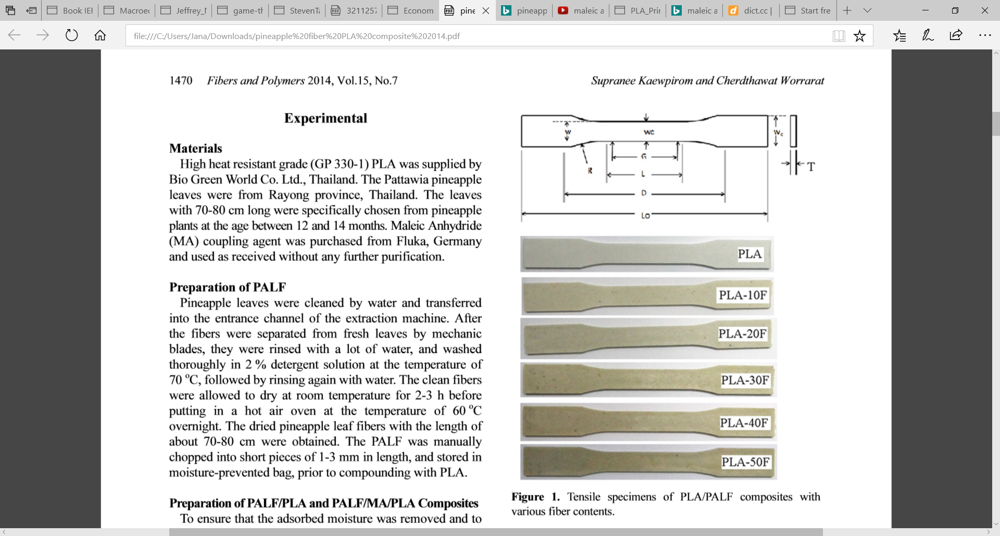 Book IEI
Macroec
Jeffrey_I
game-th
StevenTa
3211257
Econom
pine
pineapp
maleic a
PLA_Prin
maleic a
dict.cc |
Start fre
file:///C:/Users/Jana/Downloads/pineapple%20fiber%20PLA%20composite%202014.pdf
1470 Fibers and Polymers 2014, Vol.15, No.7
Supranee Kaewpirom and Cherdthawat Worrarat
Experimental
Materials
High heat resistant grade (GP 330-1) PLA was supplied by
Bio Green World Co. Ltd., Thailand. The Pattawia pineapple
leaves were from Rayong province, Thailand. The leaves
with 70-80 cm long were specifically chosen from pineapple
plants at the age between 12 and 14 months. Maleic Anhydride
(MA) coupling agent was purchased from Fluka, Germany
and used as received without any further purification.
Preparation of PALF
Pineapple leaves were cleaned by water and transferred
into the entrance channel of the extraction machine. After
the fibers were separated from fresh leaves by mechanic
blades, they were rinsed with a lot of water, and washed
thoroughly in 2 % detergent solution at the temperature of
70 °C, followed by rinsing again with water. The clean fibers
were allowed to dry at room temperature for 2-3 h before
putting in a hot air oven at the temperature of 60 °C
overnight. The dried pineapple leaf fibers with the length of
about 70-80 cm were obtained. The PALF was manually
chopped into short pieces of 1-3 mm in length, and stored in
moisture-prevented bag, prior to compounding with PLA.
Preparation of PALF/PLA and PALF/MA/PLA Composites
To ensure that the adsorbed moisture was removed and to
W
WC
Wc
G
R
L
T
D
LO
PLA
PLA-10F
PLA-20F
PLA-30F
PLA-40F
PLA-50F
Figure 1. Tensile specimens of PLA/PALF composites with
various fiber contents.